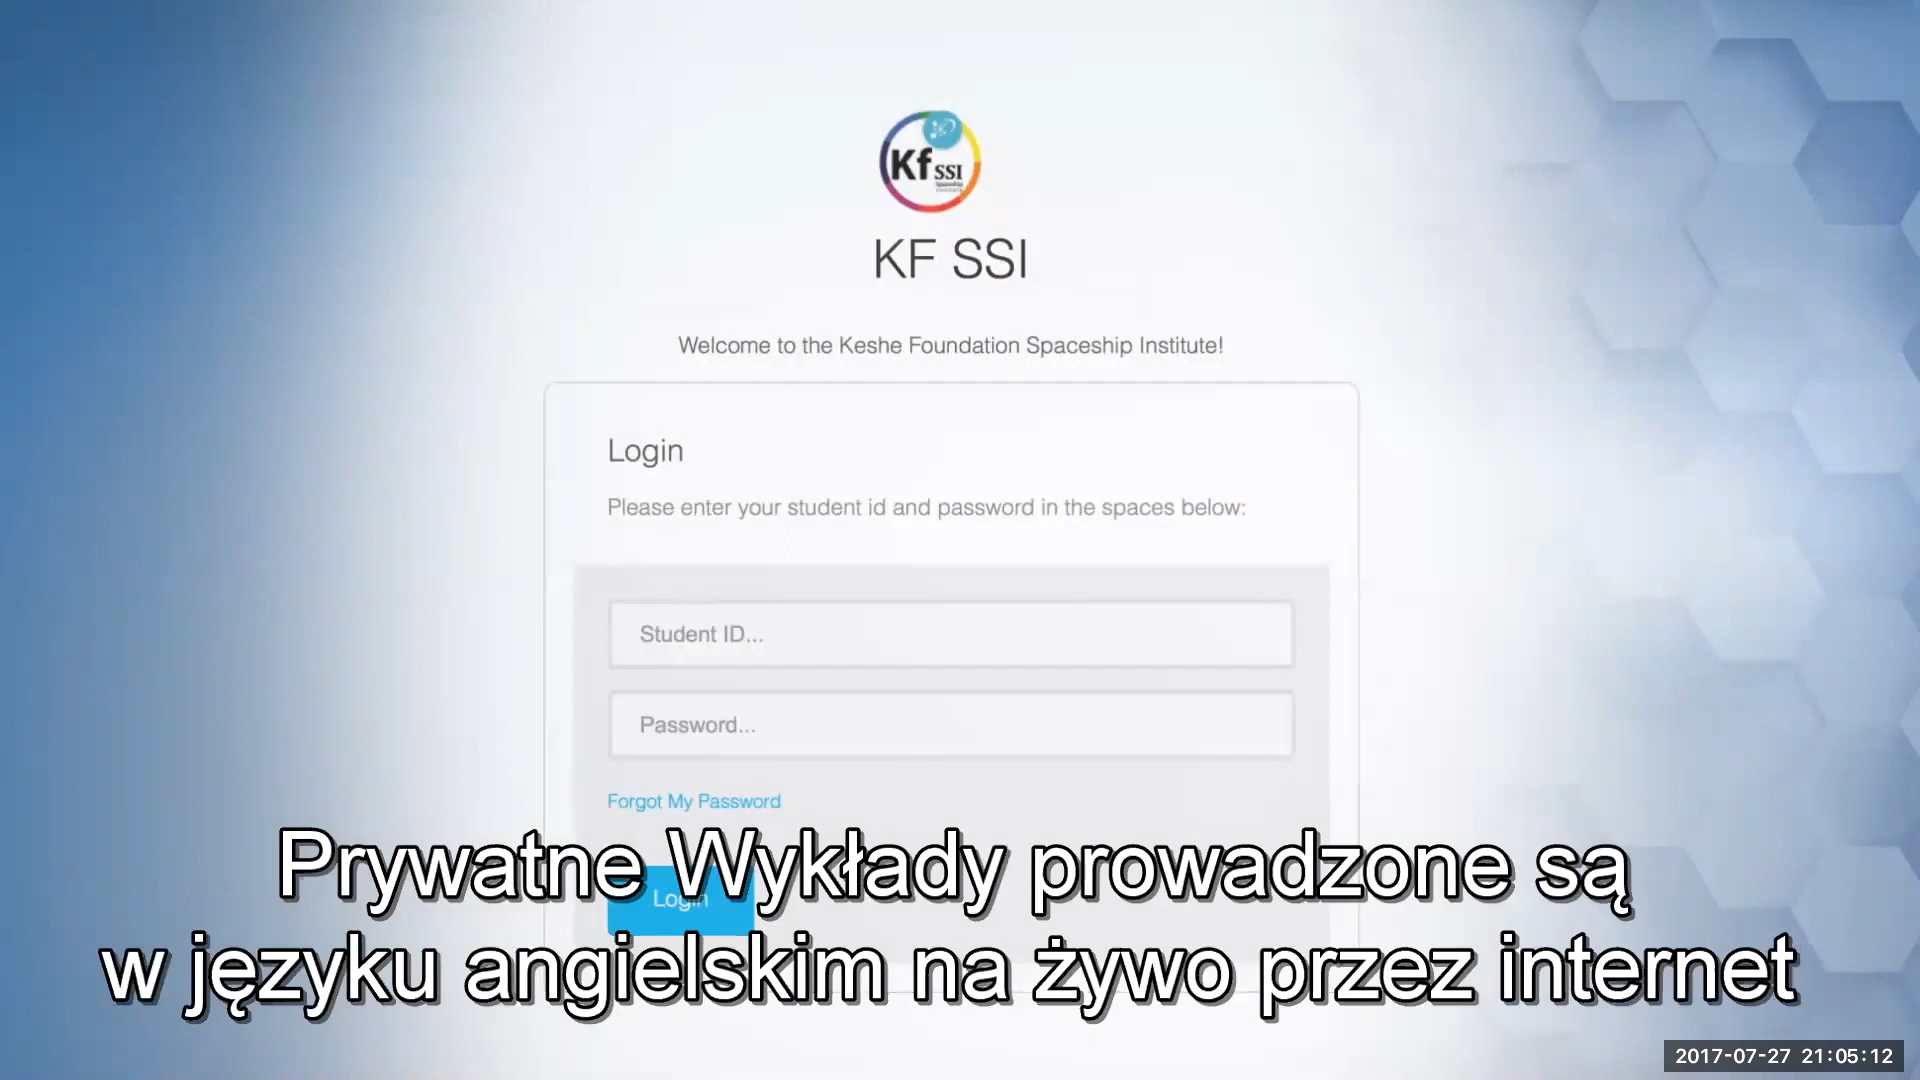 Kf SSI
KF SSI
Welcome to the Keshe Foundation Spaceship Institute!
Login
Please enter your student id and password in the spaces below:
Student ID...
Password...
Forgot My Password
Login
Prywatne Wykłady prowadzone są
w języku angielskim na żywo przez internet
2017-07-27 21:05:12